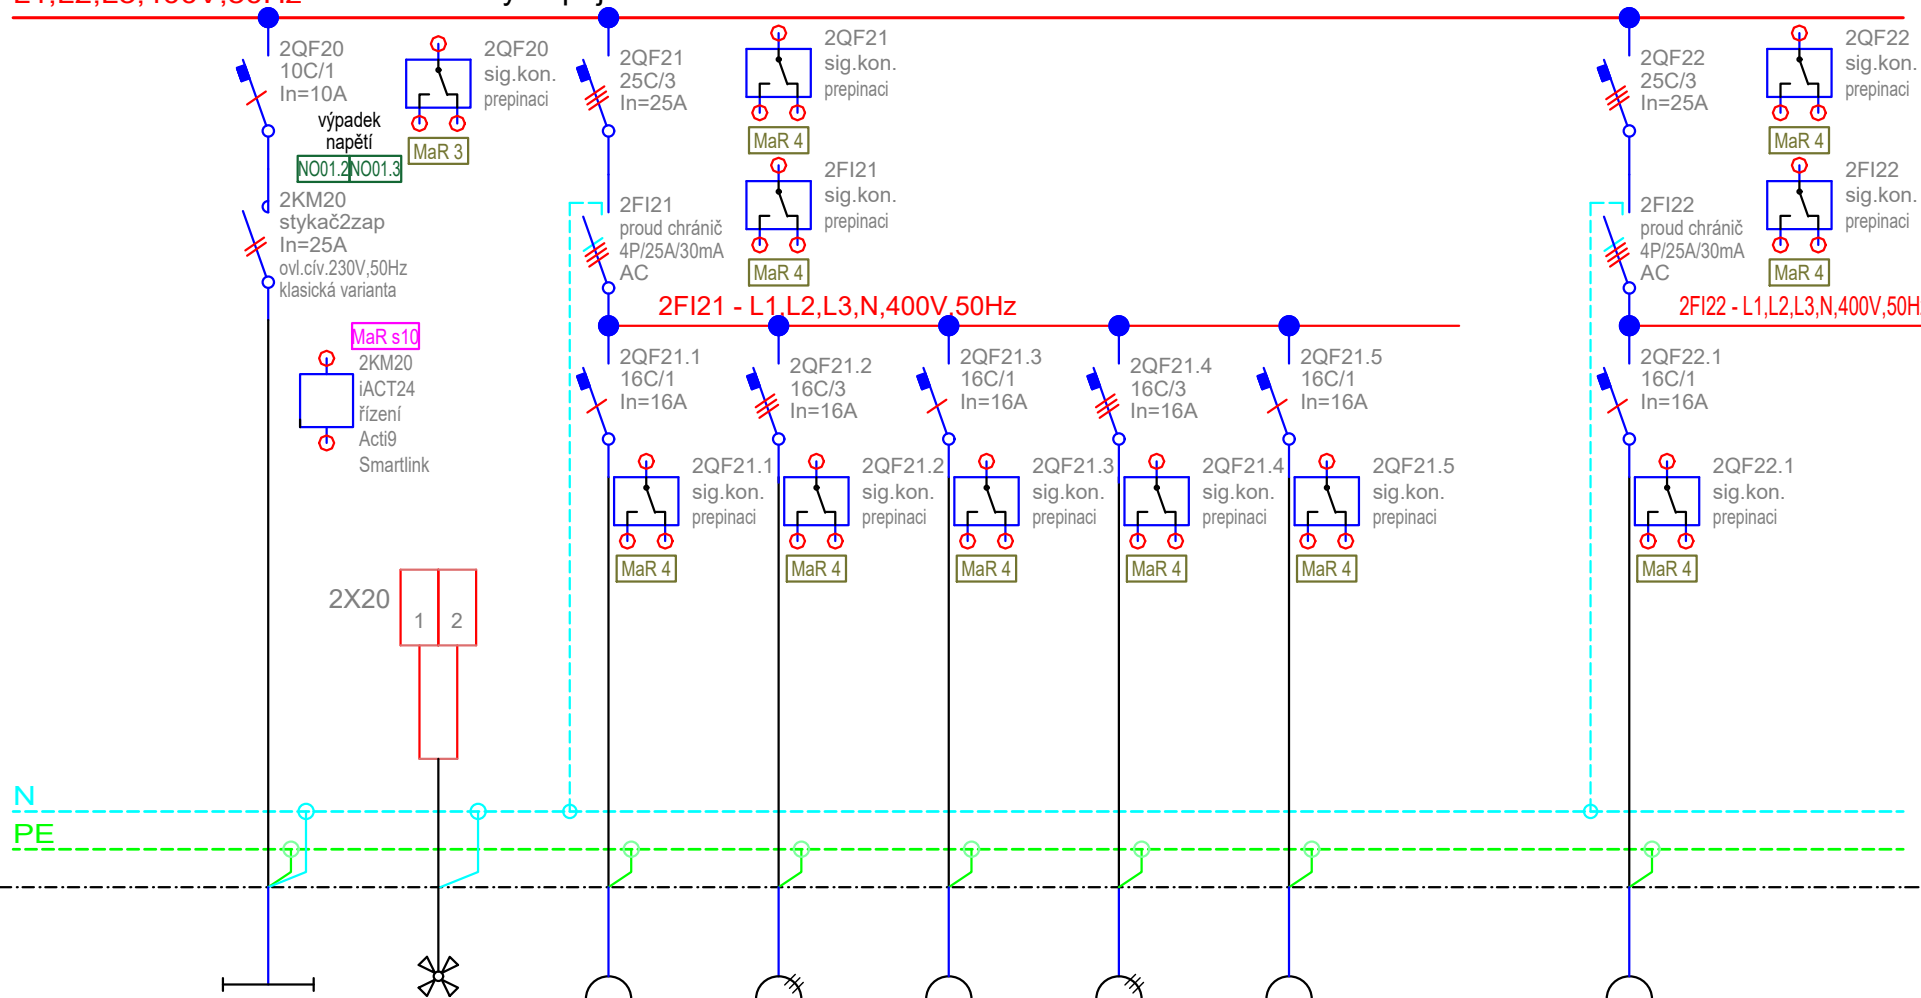 L1,L2,L3,400V,50Hz
2QF20
10C/1
In=10A
výpadek
napětí
NO01.2
NO01.3
2QF20
sig.kon.
prepinaci
MaR 3
2KM20
stykač2zap
In=25A
ovl.cív.230V,50Hz
klasická varianta
MaR s10
2KM20
iACT24
řízení
Acti9
Smartlink
2X20
1
2
2QF21
25C/3
In=25A
2QF21
sig.kon.
prepinaci
MaR 4
2FI21
proud chránič
4P/25A/30mA
AC
2FI21
sig.kon.
prepinaci
MaR 4
2FI21 - L1,L2,L3,N,400V,50Hz
2QF21.1
16C/1
In=16A
2QF21.1
sig.kon.
prepinaci
MaR 4
2QF21.2
16C/3
In=16A
2QF21.2
sig.kon.
prepinaci
MaR 4
2QF21.3
16C/1
In=16A
2QF21.3
sig.kon.
prepinaci
MaR 4
2QF21.4
16C/3
In=16A
2QF21.4
sig.kon.
prepinaci
MaR 4
2QF21.5
16C/1
In=16A
2QF21.5
sig.kon.
prepinaci
MaR 4
2QF22
25C/3
In=25A
2QF22
sig.kon.
prepinaci
MaR 4
2FI22
proud chránič
4P/25A/30mA
AC
2FI22
sig.kon.
prepinaci
MaR 4
2FI22 - L1,L2,L3,N,400V,50H
2QF22.1
16C/1
In=16A
2QF22.1
sig.kon.
prepinaci
MaR 4
N
PE